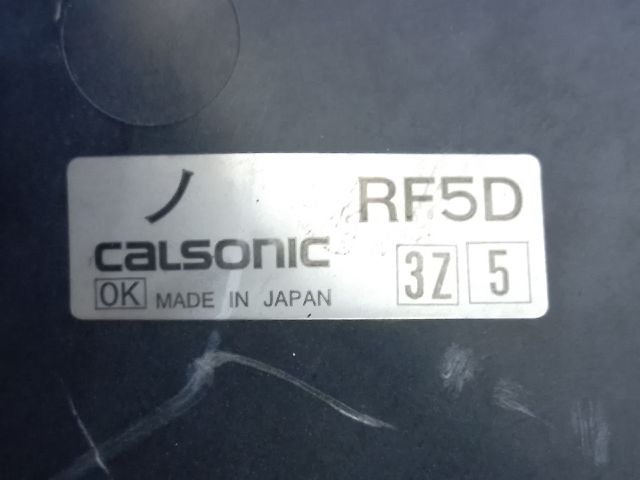 ノ RF5D
calsonic 3Z 5
OK MADE IN JAPAN